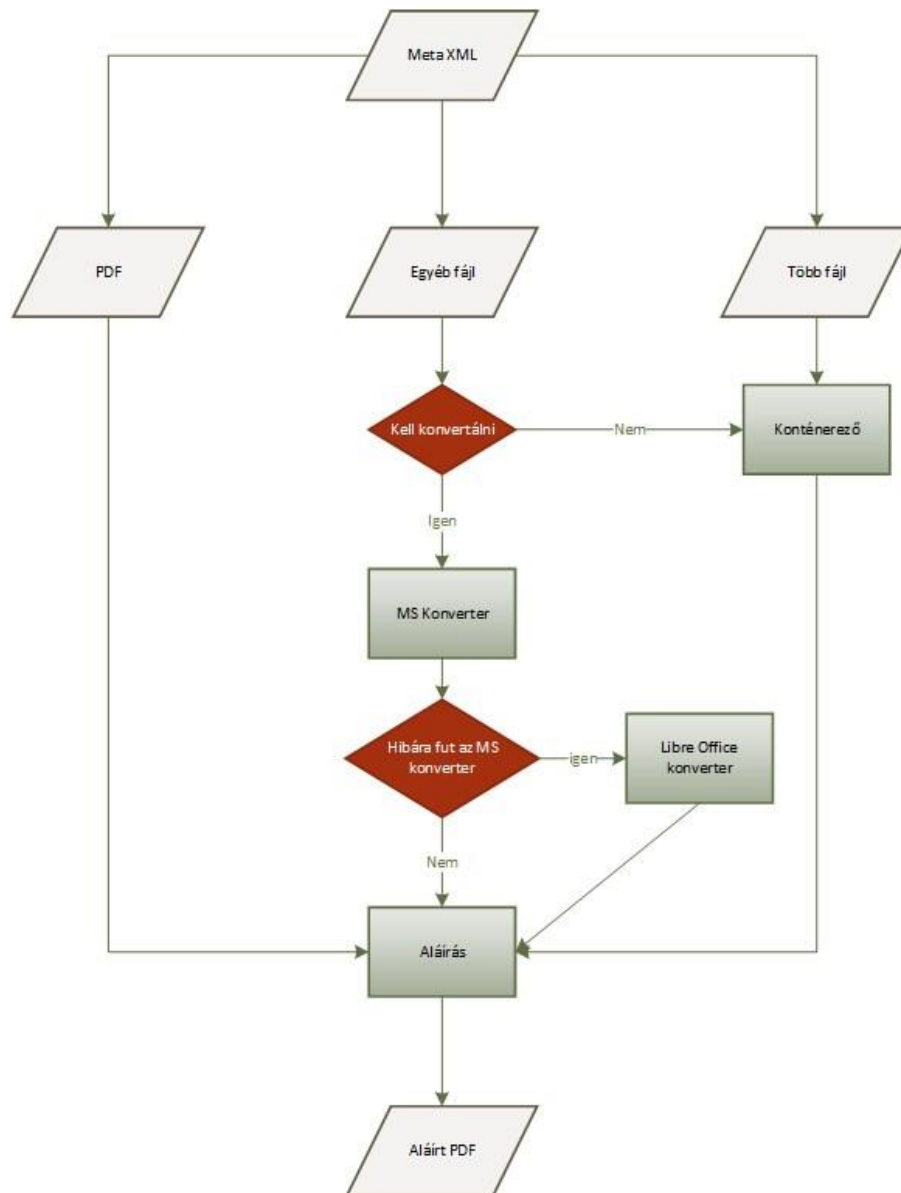 Meta XML
PDF
Egyéb fájl
Több fájl
Kell konvertálni
Nem
Konténerező
Igen
MS Konverter
Hibára fut az MS
konverter
igen
Libre Office
konverter
Nem
Aláírás
Aláírt PDF